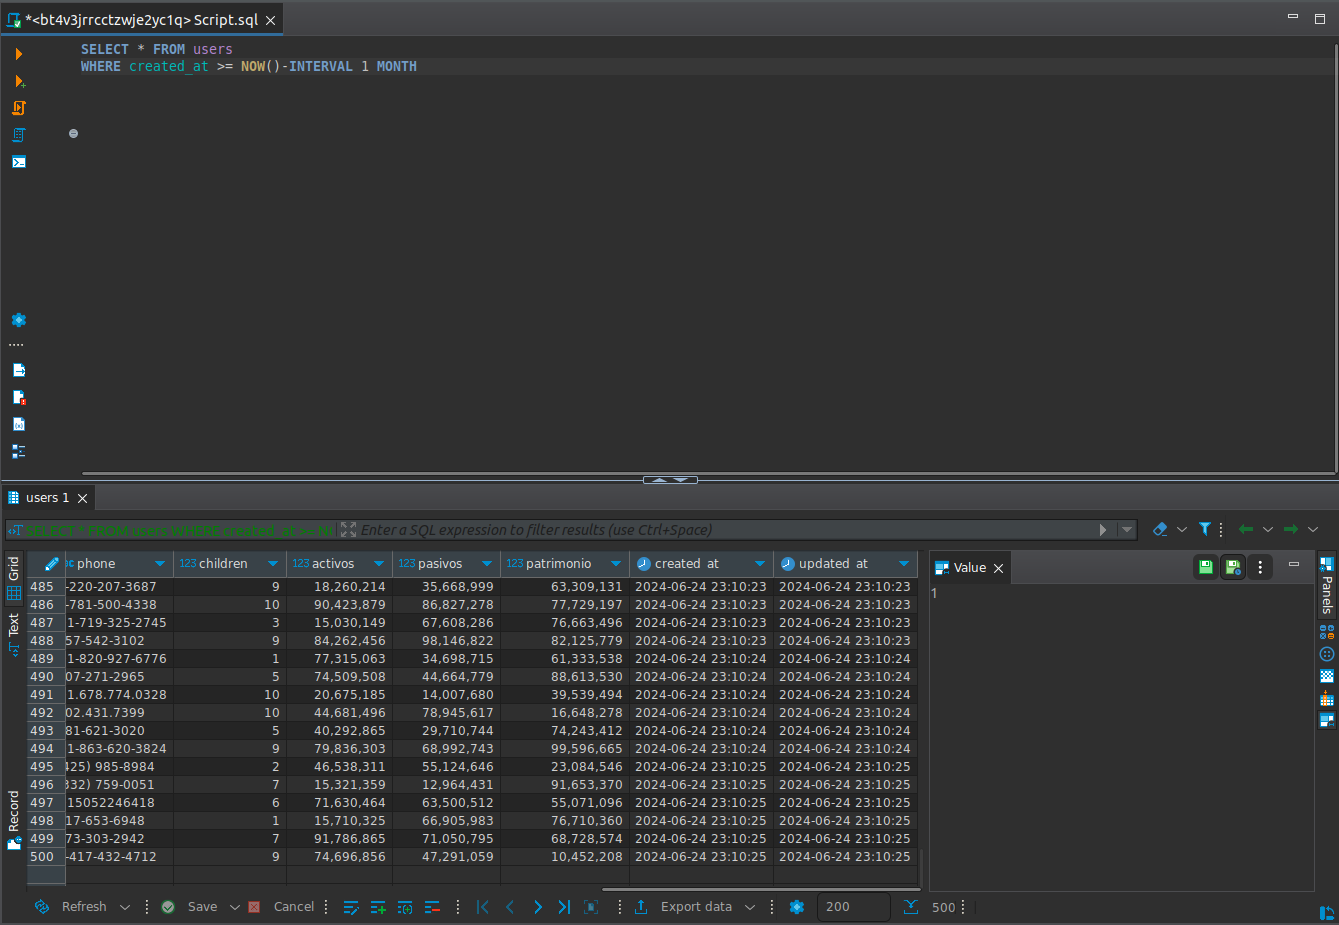 *<bt4v3jrrcctzwje2yc1q> Script.sql
SELECT * FROM users
WHERE created_at >= NOW()-INTERVAL 1 MONTH
users 1
SELECT * FROM users WHERE created_at >= N
Enter a SQL expression to filter results (use Ctrl+Space)
Grid
Text
Record
phone 123 children 123 activos 123 pasivos 123 patrimonio created_at updated_at
485 -220-207-3687 9 18,260,214 35,668,999 63,309,131 2024-06-24 23:10:23 2024-06-24 23:10:23
486 -781-500-4338 10 90,423,879 86,827,278 77,729,197 2024-06-24 23:10:23 2024-06-24 23:10:23
487 1-719-325-2745 3 15,030,149 67,608,286 76,663,496 2024-06-24 23:10:23 2024-06-24 23:10:23
488 57-542-3102 9 84,262,456 98,146,822 82,125,779 2024-06-24 23:10:23 2024-06-24 23:10:23
489 1-820-927-6776 1 77,315,063 34,698,715 61,333,538 2024-06-24 23:10:24 2024-06-24 23:10:24
490 07-271-2965 5 74,509,508 44,664,779 88,613,530 2024-06-24 23:10:24 2024-06-24 23:10:24
491 1.678.774.0328 10 20,675,185 14,007,680 39,539,494 2024-06-24 23:10:24 2024-06-24 23:10:24
492 02.431.7399 10 44,681,496 78,945,617 16,648,278 2024-06-24 23:10:24 2024-06-24 23:10:24
493 81-621-3020 5 40,292,865 29,710,744 74,243,412 2024-06-24 23:10:24 2024-06-24 23:10:24
494 1-863-620-3824 9 79,836,303 68,992,743 99,596,665 2024-06-24 23:10:24 2024-06-24 23:10:24
495 425) 985-8984 2 46,538,311 55,124,646 23,084,546 2024-06-24 23:10:25 2024-06-24 23:10:25
496 332) 759-0051 7 15,321,359 12,964,431 91,653,370 2024-06-24 23:10:25 2024-06-24 23:10:25
497 15052246418 6 71,630,464 63,500,512 55,071,096 2024-06-24 23:10:25 2024-06-24 23:10:25
498 17-653-6948 1 15,710,325 66,905,983 76,710,360 2024-06-24 23:10:25 2024-06-24 23:10:25
499 73-303-2942 7 91,786,865 71,050,795 68,728,574 2024-06-24 23:10:25 2024-06-24 23:10:25
500 -417-432-4712 9 74,696,856 47,291,059 10,452,208 2024-06-24 23:10:25 2024-06-24 23:10:25
Value
1
Panels
Refresh Save Cancel Export data 200 500